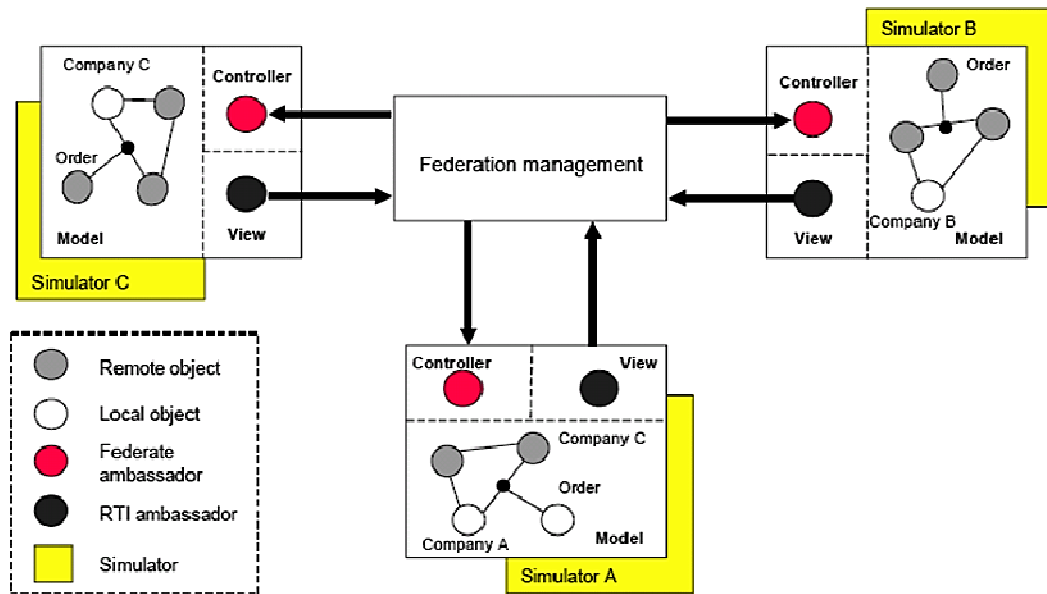 Simulator B
Company C
Controller
Order
Model
View
Simulator C
Federation management
Controller
Order
Company B
View
Model
Remote object
Local object
Federate
ambassador
RTI ambassador
Simulator
Controller
View
Company C
Order
Company A
Model
Simulator A